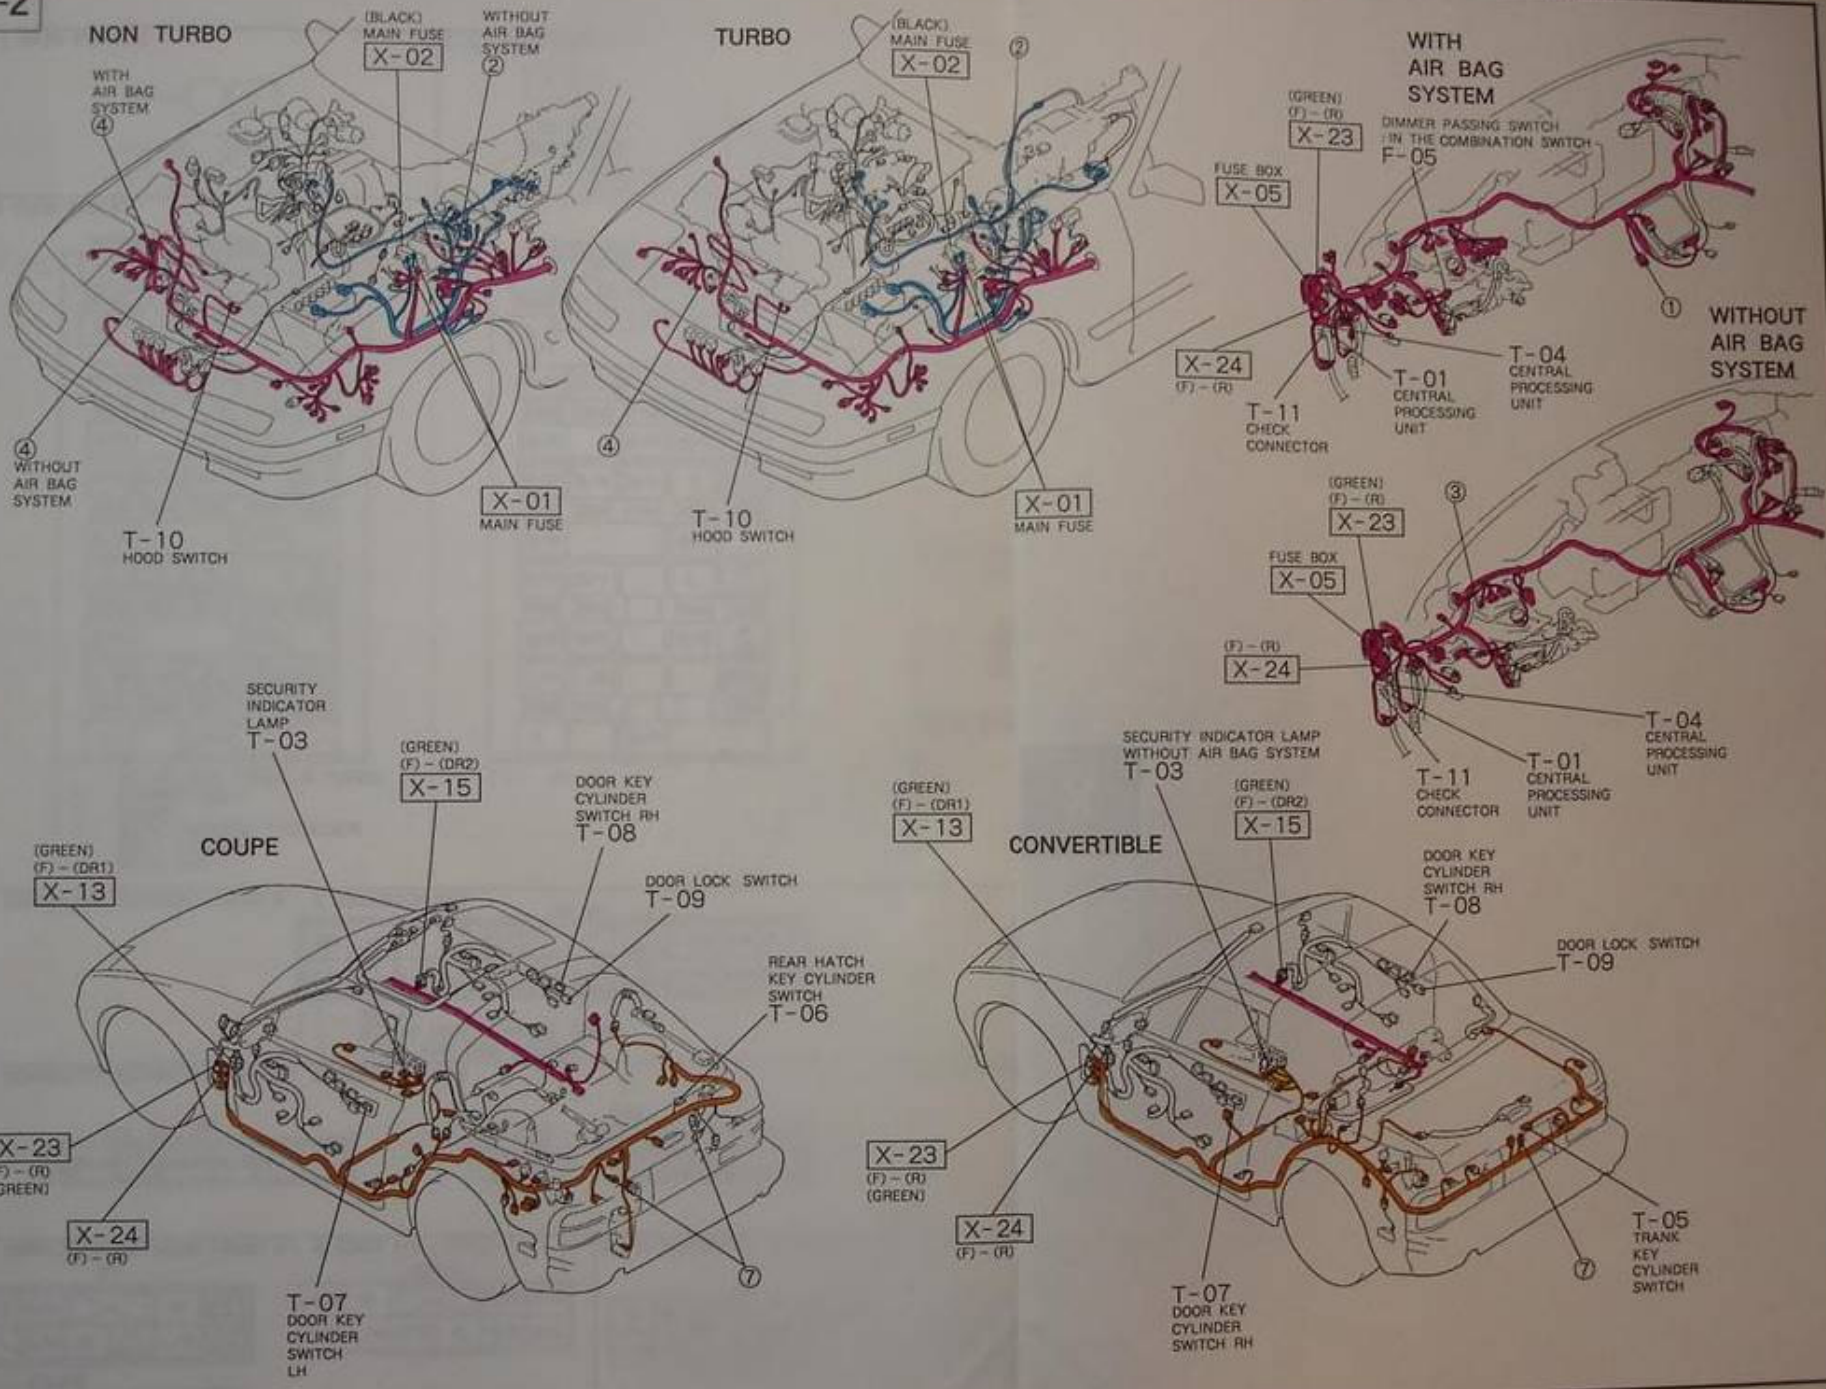 -2
NON TURBO
(BLACK)
MAIN FUSE
X-02
WITHOUT
AIR BAG
SYSTEM
②
WITH
AIR BAG
SYSTEM
④
④
WITHOUT
AIR BAG
SYSTEM
T-10
HOOD SWITCH
X-01
MAIN FUSE
TURBO
(BLACK)
MAIN FUSE
X-02
②
④
T-10
HOOD SWITCH
X-01
MAIN FUSE
WITH
AIR BAG
SYSTEM
(GREEN)
(F)-(R)
X-23
DIMMER PASSING SWITCH
IN THE COMBINATION SWITCH
F-05
FUSE BOX
X-05
①
X-24
(F)-(R)
T-11
CHECK
CONNECTOR
T-01
CENTRAL
PROCESSING
UNIT
T-04
CENTRAL
PROCESSING
UNIT
WITHOUT
AIR BAG
SYSTEM
(GREEN)
(F)-(R)
X-23
③
FUSE BOX
X-05
(F)-(R)
X-24
T-11
CHECK
CONNECTOR
T-01
CENTRAL
PROCESSING
UNIT
T-04
CENTRAL
PROCESSING
UNIT
COUPE
SECURITY
INDICATOR
LAMP
T-03
(GREEN)
(F)-(DR2)
X-15
DOOR KEY
CYLINDER
SWITCH RH
T-08
(GREEN)
(F)-(DR1)
X-13
DOOR LOCK SWITCH
T-09
REAR HATCH
KEY CYLINDER
SWITCH
T-06
X-23
F)-(R)
GREEN)
X-24
(F)-(R)
T-07
DOOR KEY
CYLINDER
SWITCH
LH
⑦
CONVERTIBLE
SECURITY INDICATOR LAMP
WITHOUT AIR BAG SYSTEM
T-03
(GREEN)
(F)-(DR1)
X-13
(GREEN)
(F)-(DR2)
X-15
DOOR KEY
CYLINDER
SWITCH RH
T-08
DOOR LOCK SWITCH
T-09
X-23
(F)-(R)
(GREEN)
X-24
(F)-(R)
T-07
DOOR KEY
CYLINDER
SWITCH RH
⑦
T-05
TRANK
KEY
CYLINDER
SWITCH